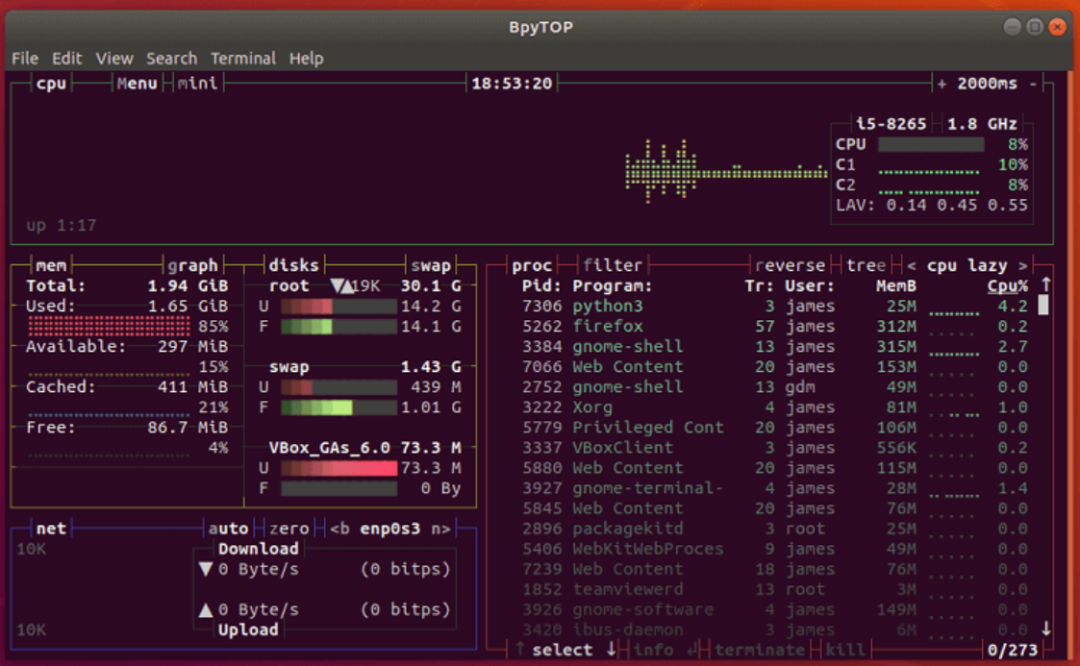 BpyTOP
File Edit View Search Terminal Help
cpu Menu mini 18:53:20 + 2000ms -
i5-8265 1.8 GHz
CPU 8%
C1 10%
C2 8%
LAV: 0.14 0.45 0.55
up 1:17
mem graph
Total: 1.94 GiB
Used: 1.65 GiB
85%
Available: 297 MiB
15%
Cached: 411 MiB
21%
Free: 86.7 MiB
4%
disks swap
root ▼▲19K 30.1 G
U 14.2 G
F 14.1 G
swap 1.43 G
U 439 M
F 1.01 G
VBox_GAs_6.0 73.3 M
U 73.3 M
F 0 By
net auto zero <b enp0s3 n>
10K
Download
▼ 0 Byte/s (0 bitps)
▲ 0 Byte/s (0 bitps)
Upload
10K
proc filter reverse tree < cpu lazy >
Pid: Program: Tr: User: MemB Cpu% ↑
7306 python3 3 james 25M 4.2
5262 firefox 57 james 312M 0.2
3384 gnome-shell 13 james 315M 2.7
7066 Web Content 20 james 153M 0.0
2752 gnome-shell 13 gdm 49M 0.0
3222 Xorg 4 james 81M 1.0
5779 Privileged Cont 20 james 106M 0.0
3337 VBoxClient 3 james 556K 0.2
5880 Web Content 20 james 115M 0.0
3927 gnome-terminal- 4 james 28M 1.4
5845 Web Content 20 james 76M 0.0
2896 packagekitd 3 root 25M 0.0
5406 WebKitWebProces 9 james 49M 0.0
7239 Web Content 18 james 76M 0.0
1852 teamviewerd 13 root 3M 0.0
3926 gnome-software 4 james 149M 0.0
3420 ibus-daemon 3 james 6M 0.0 ↓
↑ select ↓ info ↲ terminate kill 0/273